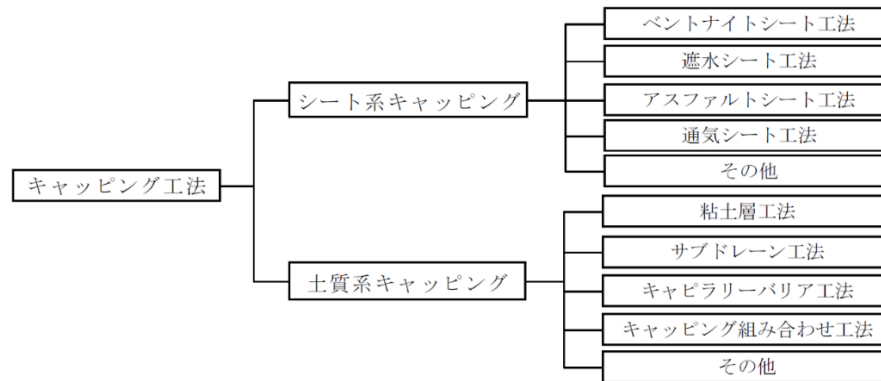 キャッピング工法
シート系キャッピング
ベントナイトシート工法
遮水シート工法
アスファルトシート工法
通気シート工法
その他
土質系キャッピング
粘土層工法
サブドレーン工法
キャピラリーバリア工法
キャッピング組み合わせ工法
その他